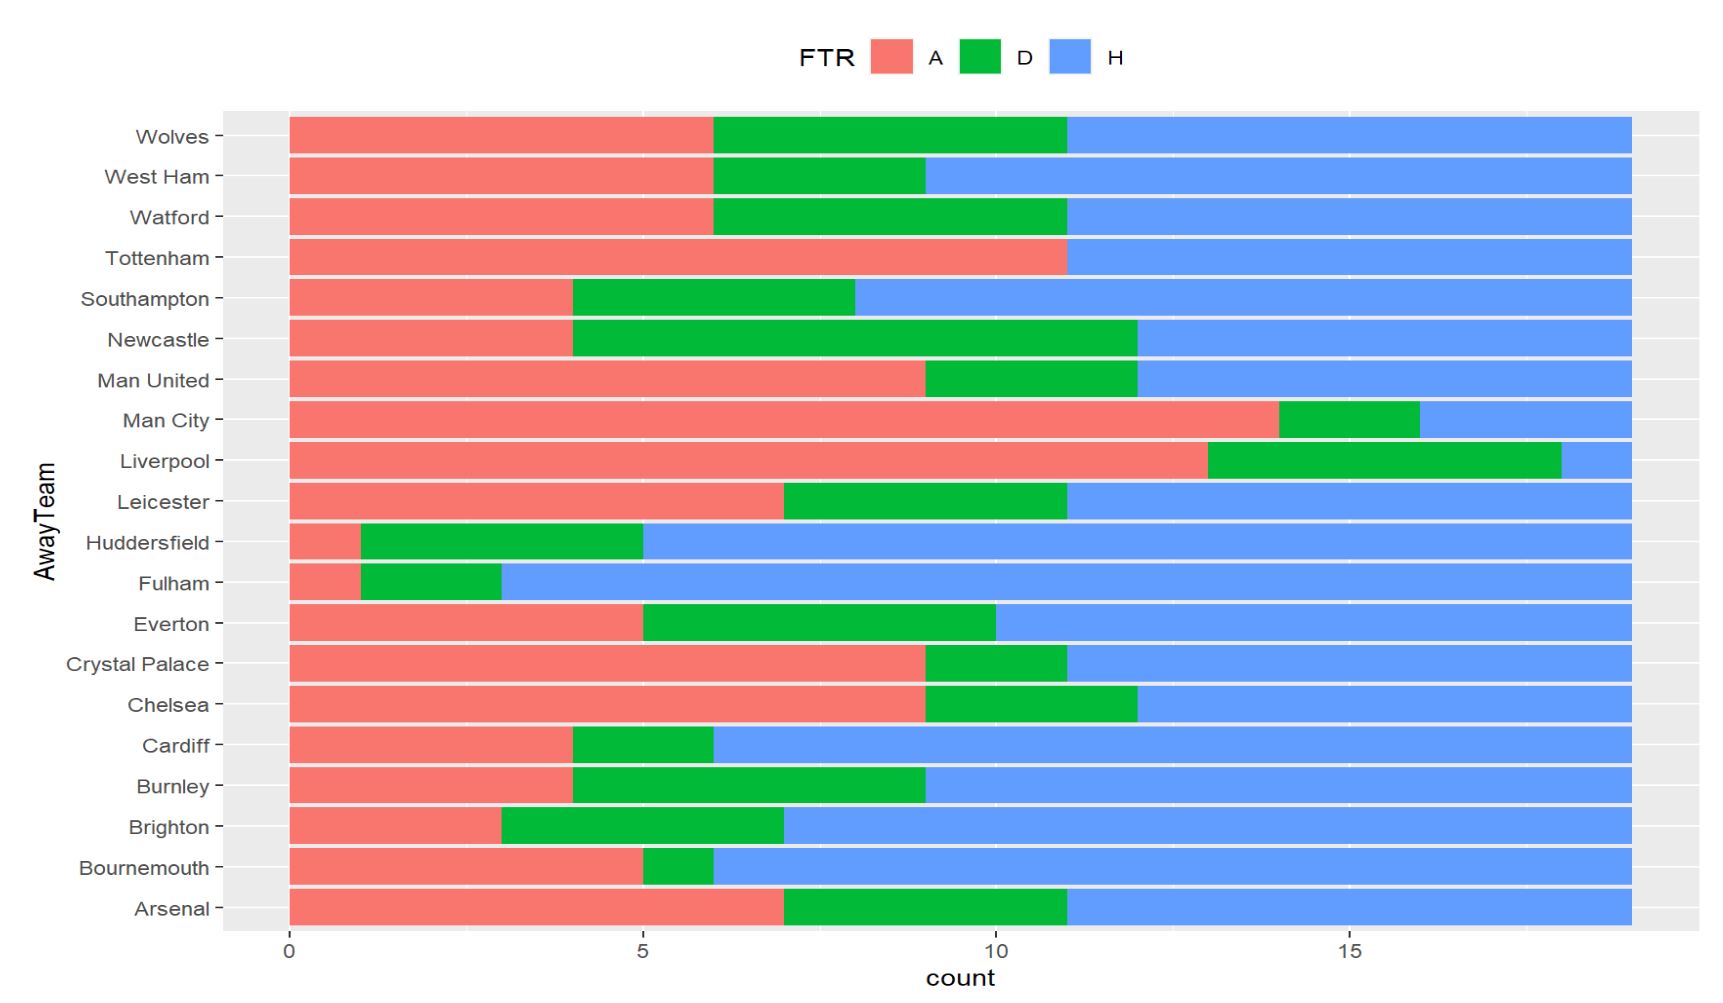 FTR A D H
Wolves
West Ham
Watford
Tottenham
Southampton
Newcastle
Man United
Man City
Liverpool
Leicester
Huddersfield
Fulham
Everton
Crystal Palace
Chelsea
Cardiff
Burnley
Brighton
Bournemouth
Arsenal
AwayTeam
0 5 10 15
count